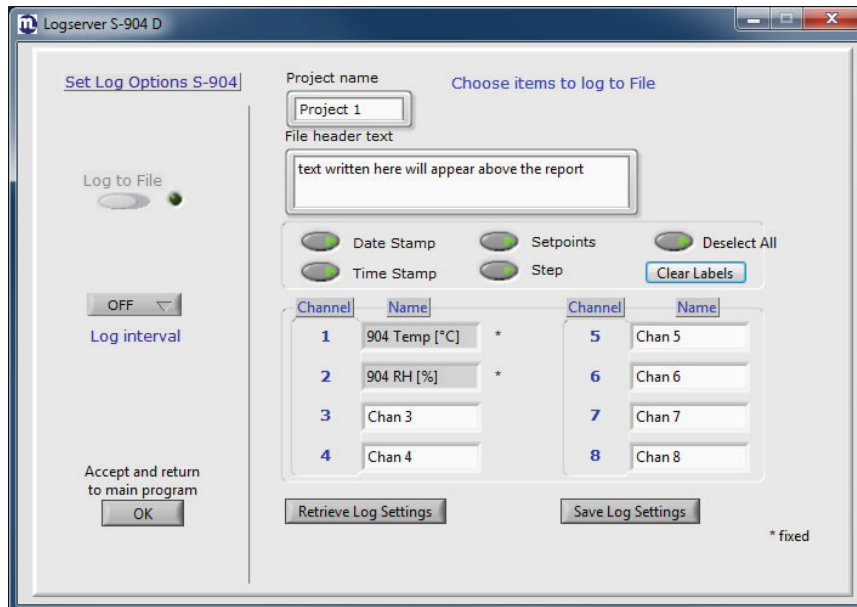 Logserver S-904 D
Set Log Options S-904
Project name
Choose items to log to File
Project 1
File header text
text written here will appear above the report
Log to File
Date Stamp Setpoints Deselect All
Time Stamp Step Clear Labels
OFF
Log interval
Channel Name Channel Name
1 904 Temp [°C] * 5 Chan 5
2 904 RH [%] * 6 Chan 6
3 Chan 3 7 Chan 7
4 Chan 4 8 Chan 8
Accept and return
to main program
OK
Retrieve Log Settings Save Log Settings
* fixed